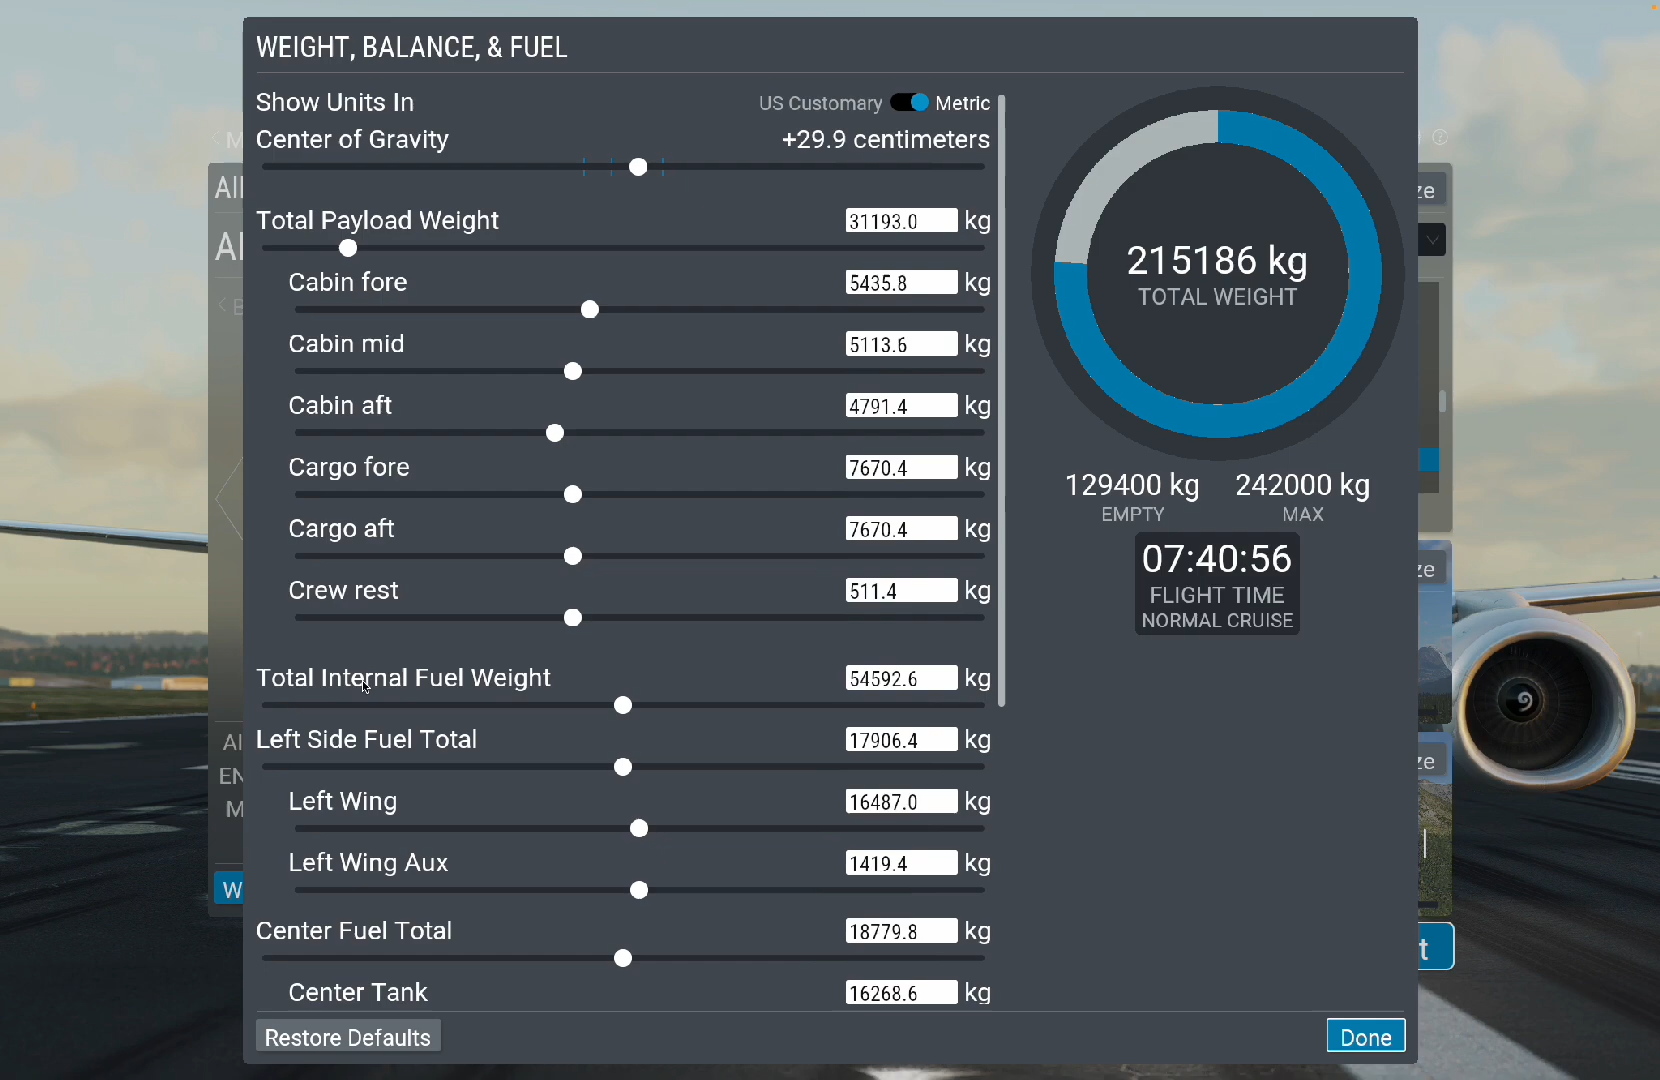 WEIGHT, BALANCE, & FUEL
Show Units In US Customary Metric
Center of Gravity +29.9 centimeters
Total Payload Weight 31193.0 kg
Cabin fore 5435.8 kg
Cabin mid 5113.6 kg
Cabin aft 4791.4 kg
Cargo fore 7670.4 kg
Cargo aft 7670.4 kg
Crew rest 511.4 kg
Total Internal Fuel Weight 54592.6 kg
Left Side Fuel Total 17906.4 kg
Left Wing 16487.0 kg
Left Wing Aux 1419.4 kg
Center Fuel Total 18779.8 kg
Center Tank 16268.6 kg
Restore Defaults
215186 kg
TOTAL WEIGHT
129400 kg 242000 kg
EMPTY MAX
07:40:56
FLIGHT TIME
NORMAL CRUISE
Done